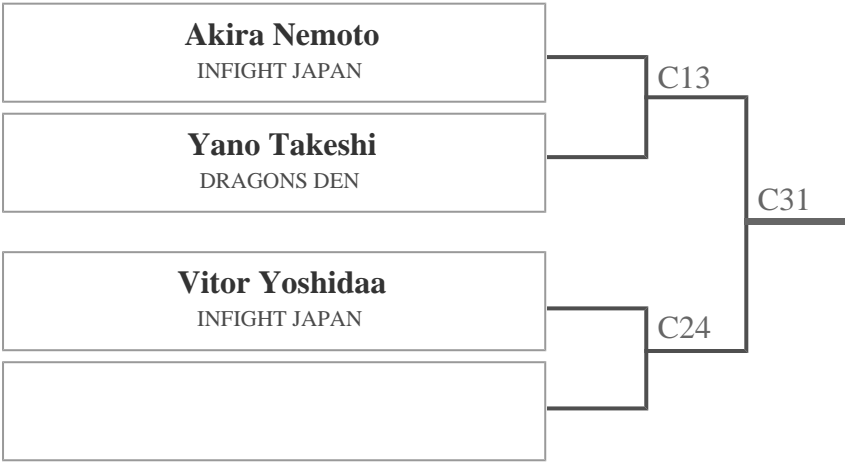 Akira Nemoto
INFIGHT JAPAN
C13
Yano Takeshi
DRAGONS DEN
C31
Vitor Yoshidaa
INFIGHT JAPAN
C24